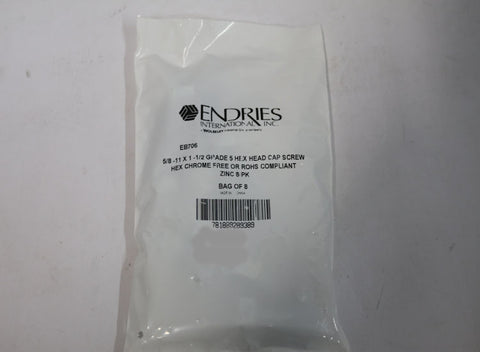 ENDRIES
INTERNATIONAL, INC.
EB706
5/8 -11 X 1 -1/2 GRADE 5 HEX HEAD CAP SCREW
HEX CHROME FREE OR ROHS COMPLIANT
ZINC 8 PK
BAG OF 8